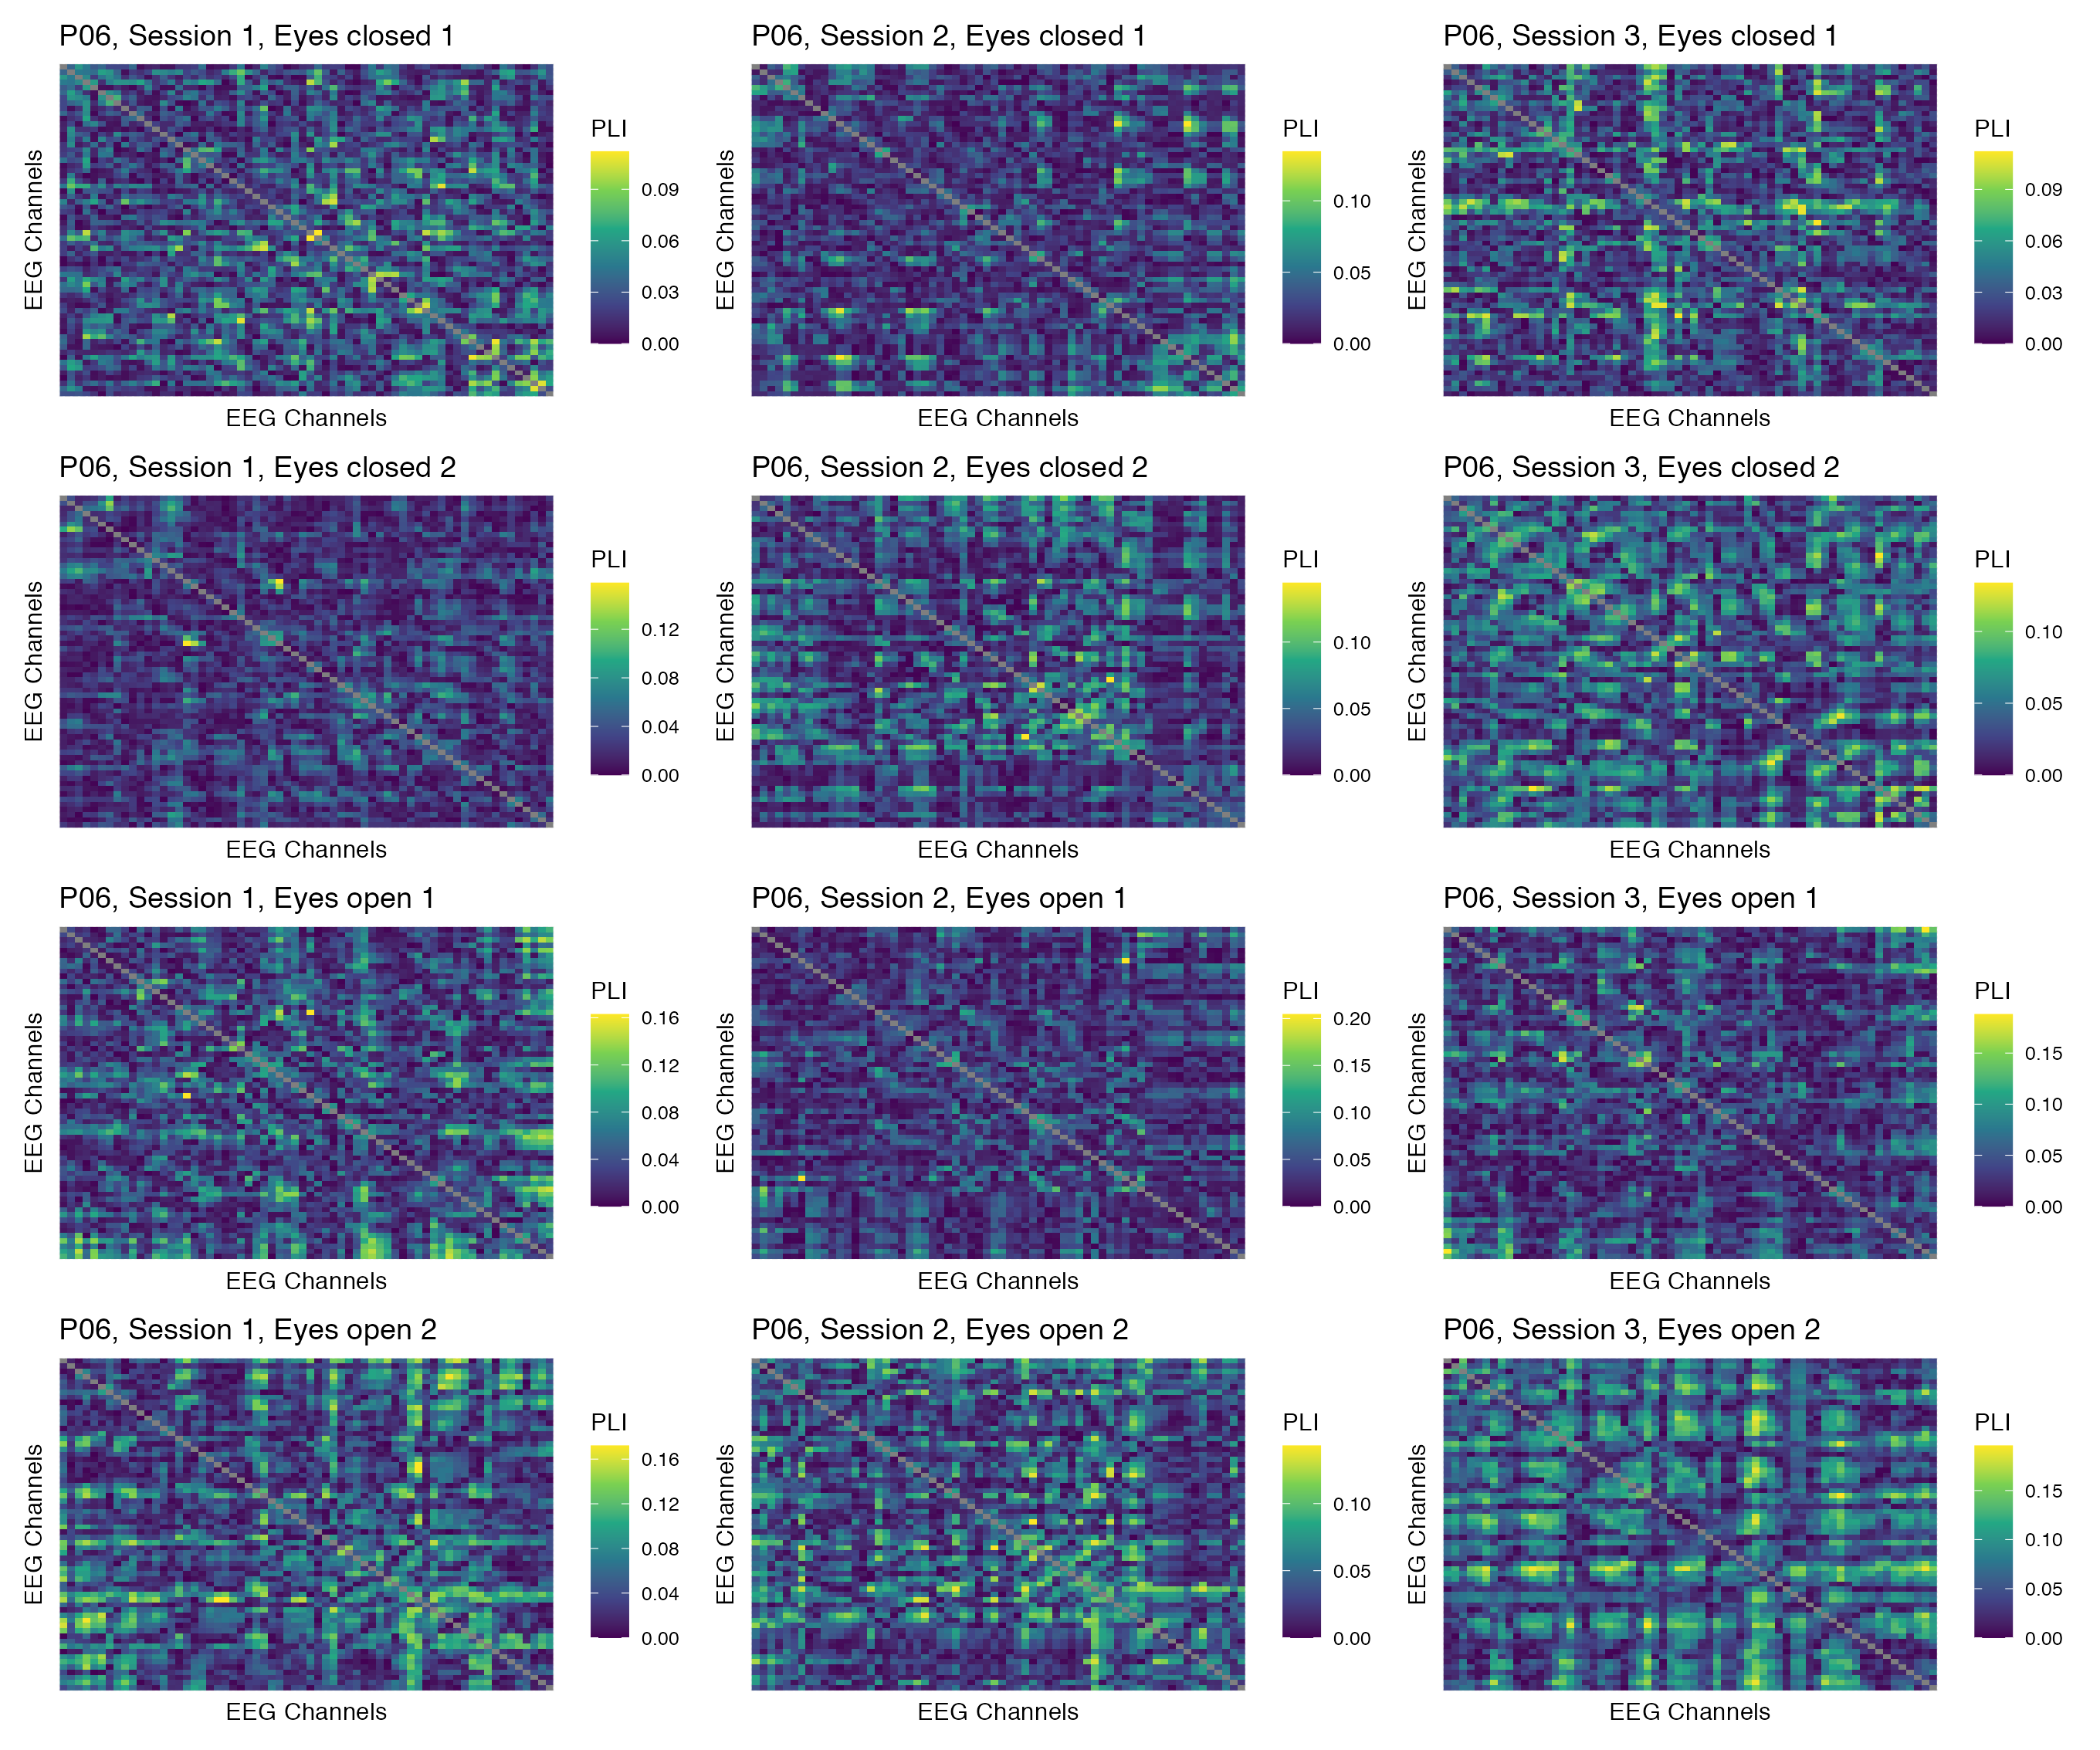 P06, Session 1, Eyes closed 1
EEG Channels
EEG Channels
PLI
0.09
0.06
0.03
0.00
P06, Session 2, Eyes closed 1
EEG Channels
EEG Channels
PLI
0.10
0.05
0.00
P06, Session 3, Eyes closed 1
EEG Channels
EEG Channels
PLI
0.09
0.06
0.03
0.00
P06, Session 1, Eyes closed 2
EEG Channels
EEG Channels
PLI
0.12
0.08
0.04
0.00
P06, Session 2, Eyes closed 2
EEG Channels
EEG Channels
PLI
0.10
0.05
0.00
P06, Session 3, Eyes closed 2
EEG Channels
EEG Channels
PLI
0.10
0.05
0.00
P06, Session 1, Eyes open 1
EEG Channels
EEG Channels
PLI
0.16
0.12
0.08
0.04
0.00
P06, Session 2, Eyes open 1
EEG Channels
EEG Channels
PLI
0.20
0.15
0.10
0.05
0.00
P06, Session 3, Eyes open 1
EEG Channels
EEG Channels
PLI
0.15
0.10
0.05
0.00
P06, Session 1, Eyes open 2
EEG Channels
EEG Channels
PLI
0.16
0.12
0.08
0.04
0.00
P06, Session 2, Eyes open 2
EEG Channels
EEG Channels
PLI
0.10
0.05
0.00
P06, Session 3, Eyes open 2
EEG Channels
EEG Channels
PLI
0.15
0.10
0.05
0.00